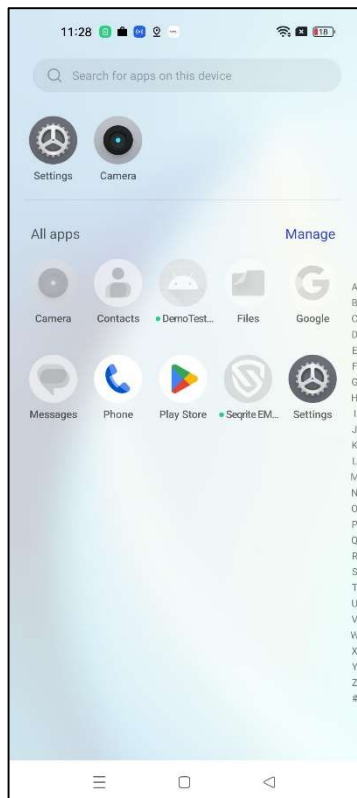 11:28
18
Search for apps on this device
Settings Camera
All apps Manage
Camera Contacts DemoTest... Files Google
Messages Phone Play Store Seqrite EM... Settings
A
B
C
D
E
F
G
H
I
J
K
L
M
N
O
P
Q
R
S
T
U
V
W
X
Y
Z
#